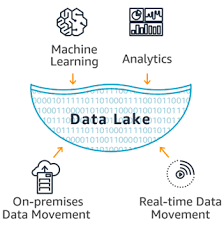 Machine
Learning
Analytics
Data Lake
On-premises
Data Movement
Real-time Data
Movement